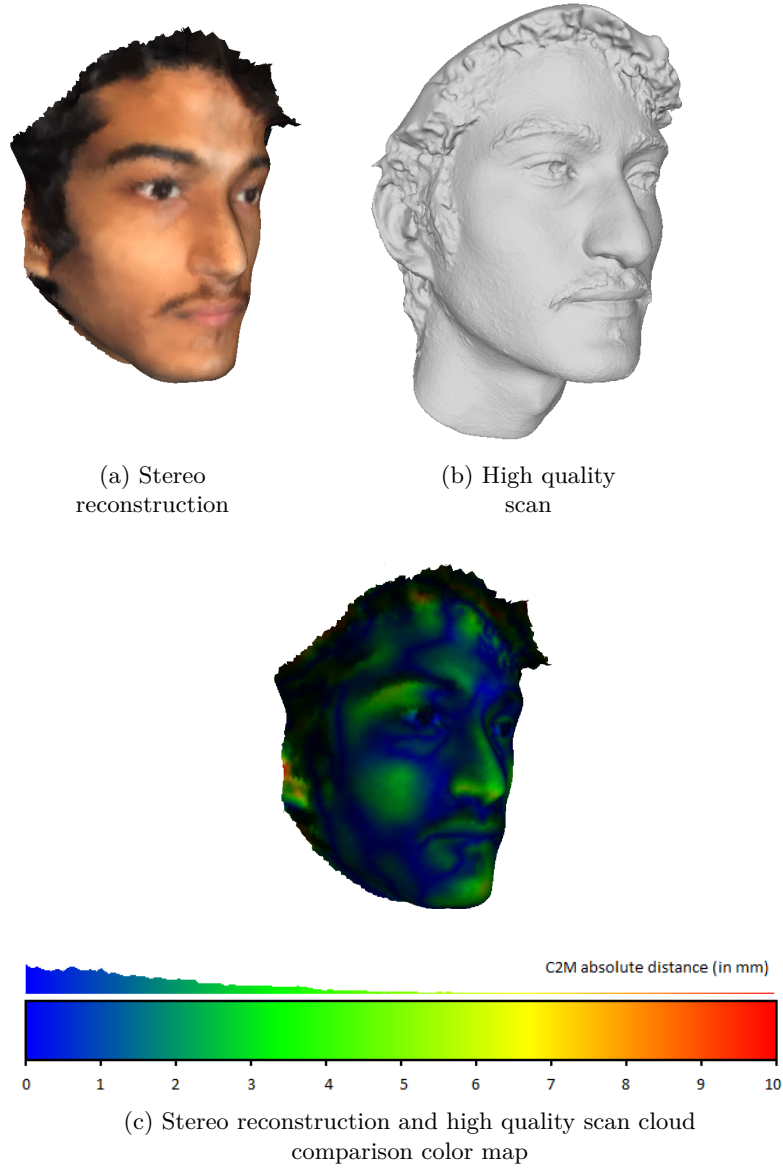 (a) Stereo
reconstruction
(b) High quality
scan
C2M absolute distance (in mm)
0 1 2 3 4 5 6 7 8 9 10
(c) Stereo reconstruction and high quality scan cloud
comparison color map